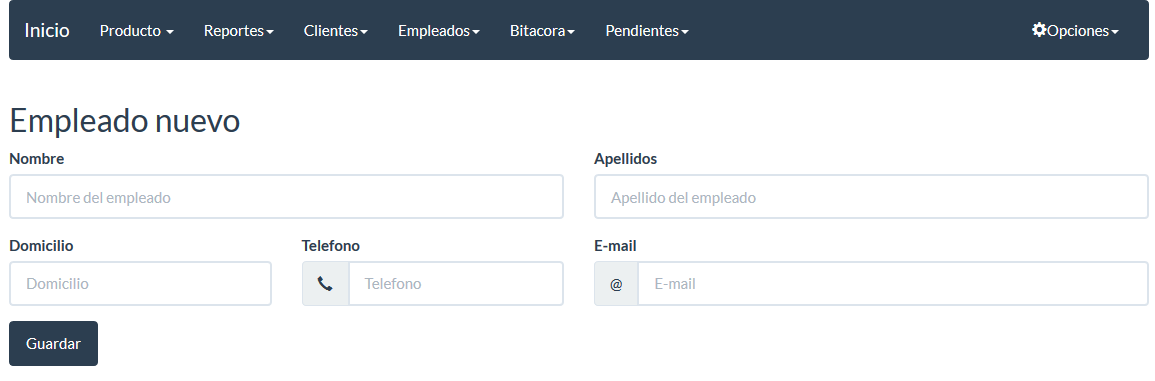 Inicio Producto Reportes Clientes Empleados Bitacora Pendientes Opciones
Empleado nuevo
Nombre Apellidos
Nombre del empleado Apellido del empleado
Domicilio Telefono E-mail
Domicilio Telefono @ E-mail
Guardar